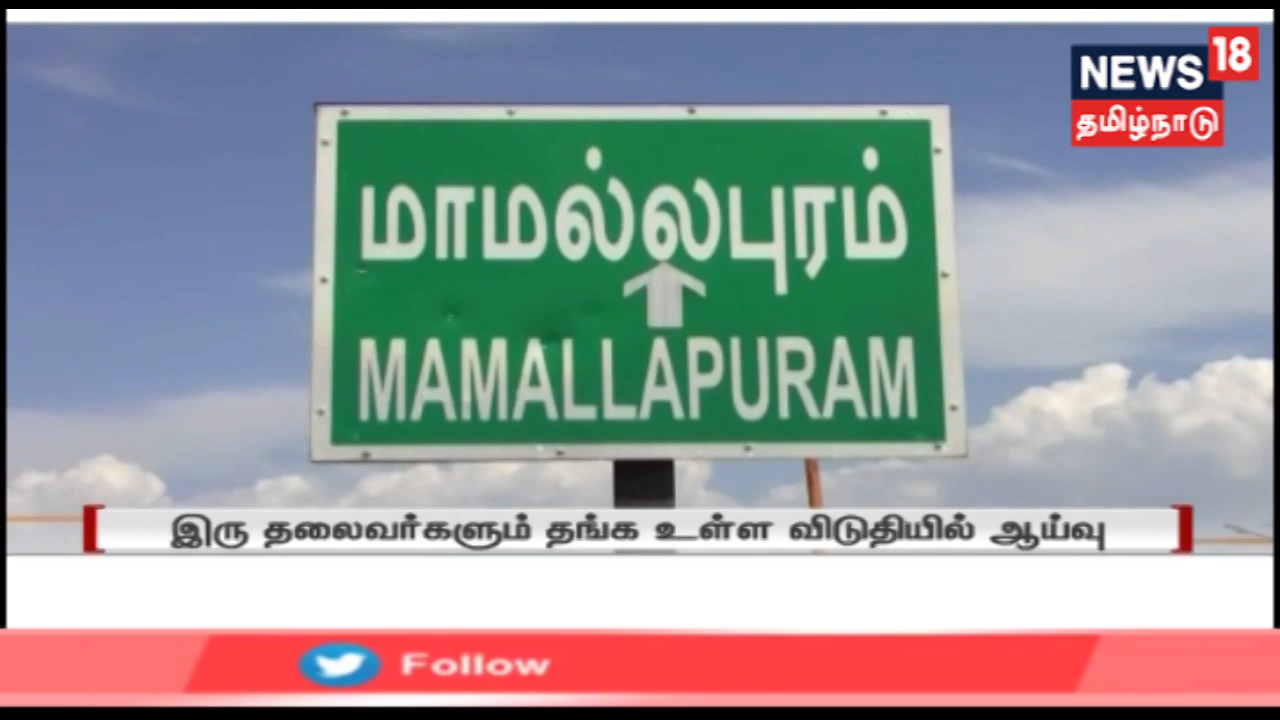 NEWS 18
தமிழ்நாடு
மாமல்லபுரம்
MAMALLAPURAM
இரு தலைவர்களும் தங்க உள்ள விடுதியில் ஆய்வு
Follow